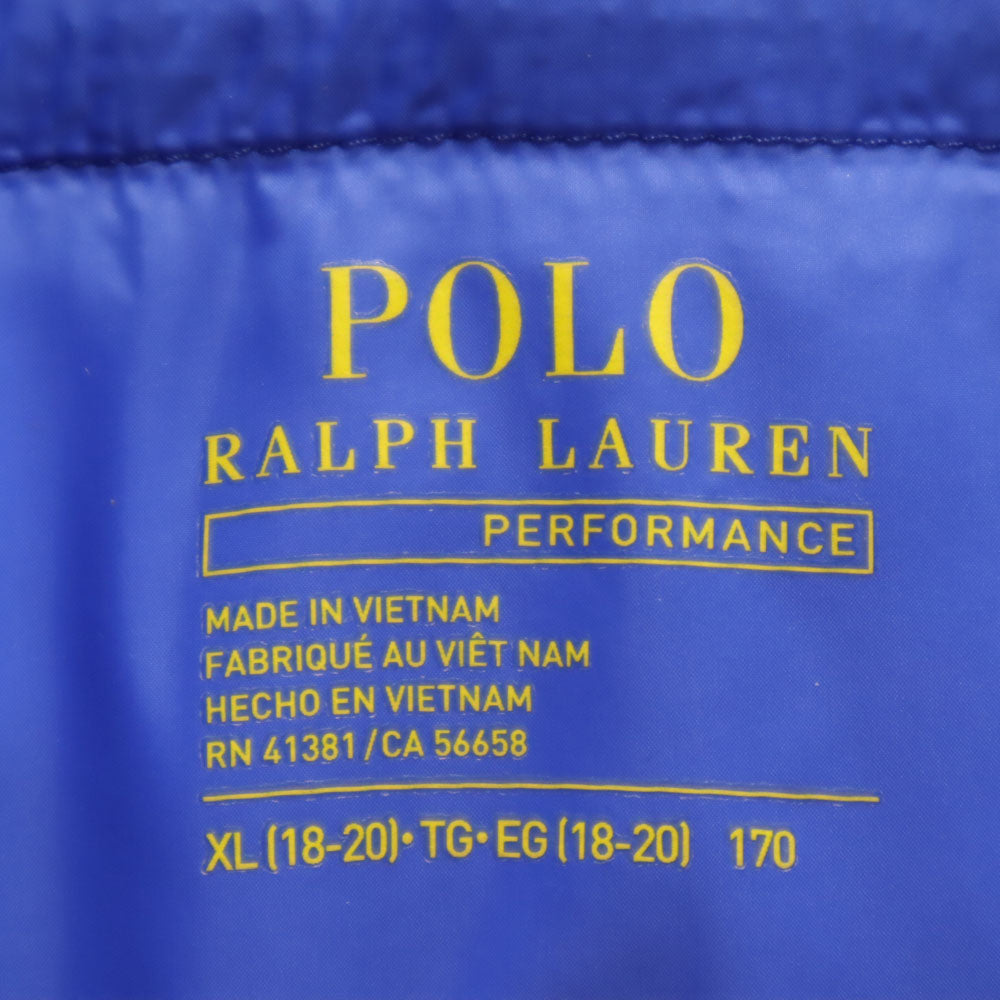 POLO
RALPH LAUREN
PERFORMANCE
MADE IN VIETNAM
FABRIQUÉ AU VIÊT NAM
HECHO EN VIETNAM
RN 41381/CA 56658
XL (18-20)•TG•EG (18-20) 170